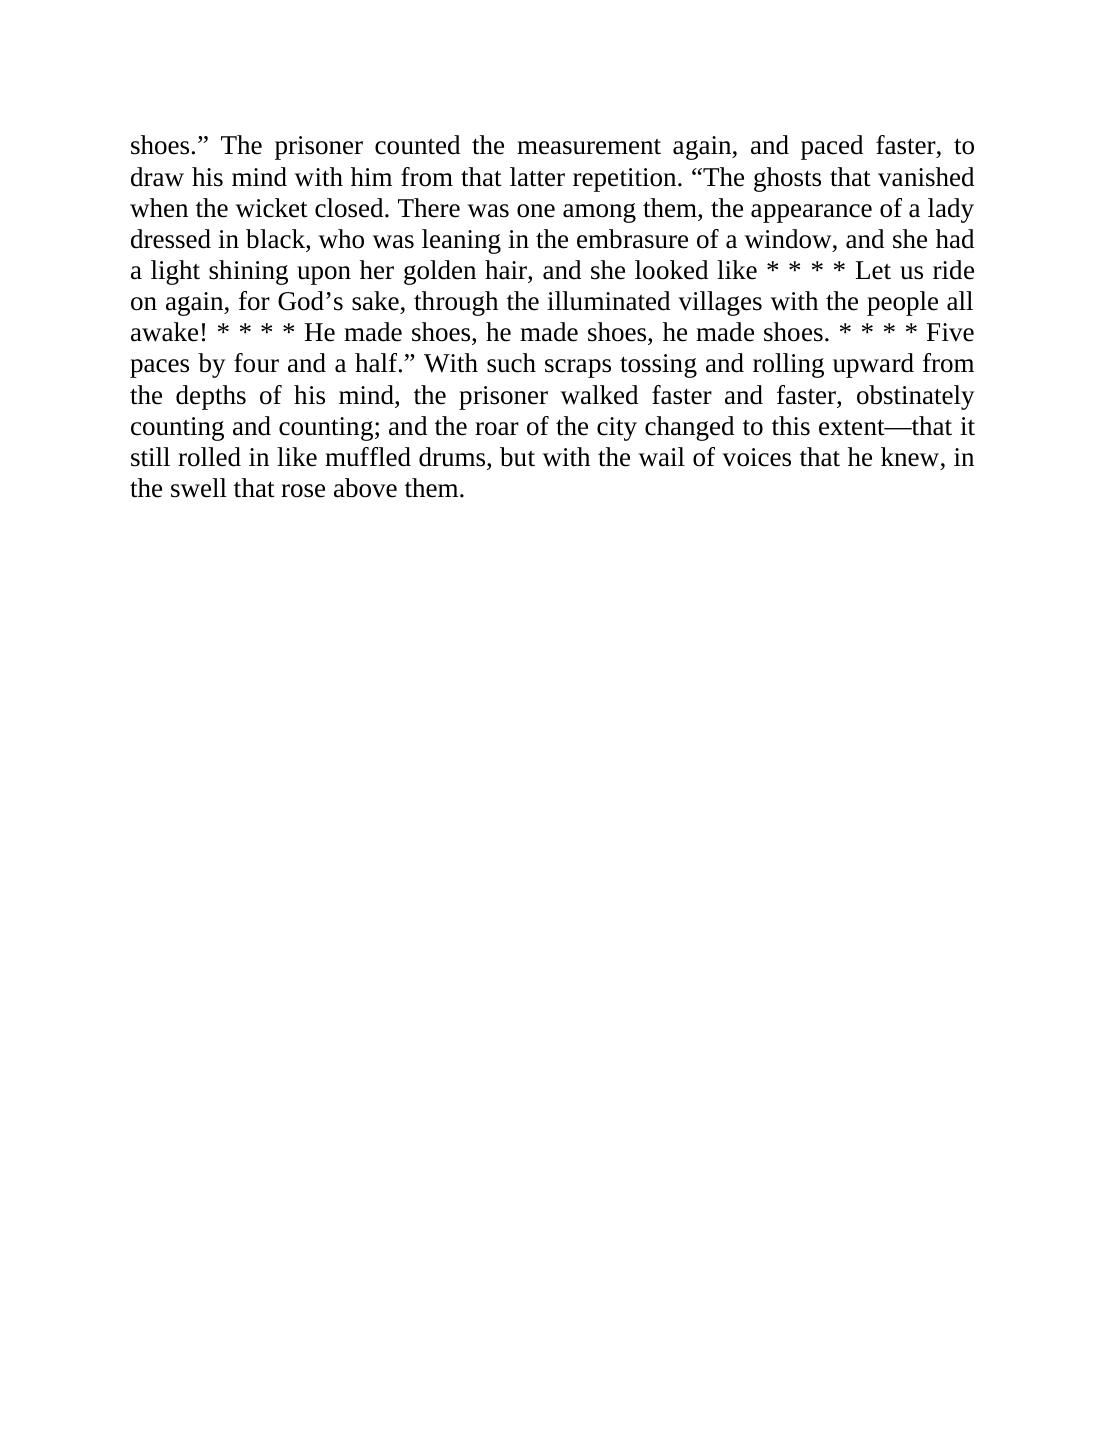 shoes.” The prisoner counted the measurement again, and paced faster, to
draw his mind with him from that latter repetition. “The ghosts that vanished
when the wicket closed. There was one among them, the appearance of a lady
dressed in black, who was leaning in the embrasure of a window, and she had
a light shining upon her golden hair, and she looked like * * * * Let us ride
on again, for God’s sake, through the illuminated villages with the people all
awake! * * * * He made shoes, he made shoes, he made shoes. * * * * Five
paces by four and a half.” With such scraps tossing and rolling upward from
the depths of his mind, the prisoner walked faster and faster, obstinately
counting and counting; and the roar of the city changed to this extent—that it
still rolled in like muffled drums, but with the wail of voices that he knew, in
the swell that rose above them.